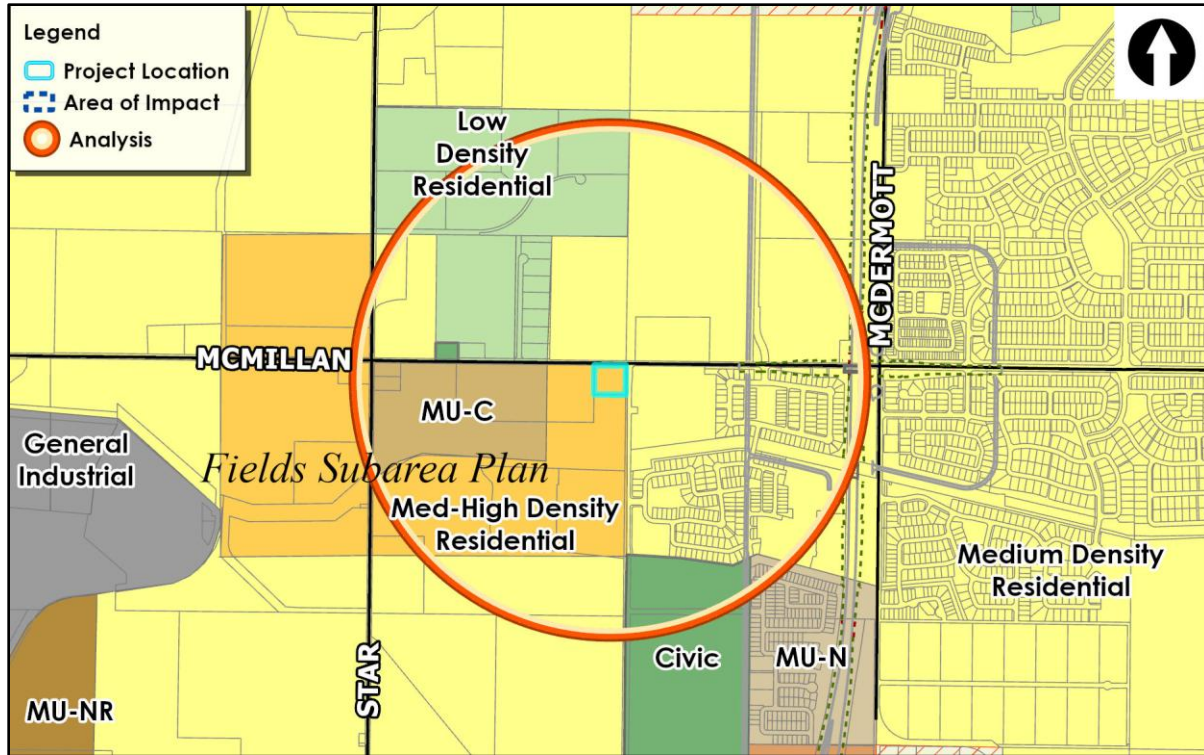 Legend
Project Location
Area of Impact
Analysis
Low
Density
Residential
MCDERMOTT
MCMILLAN
MU-C
General
Industrial
Fields Subarea Plan
Med-High Density
Residential
Medium Density
Residential
STAR
Civic
MU-N
MU-NR